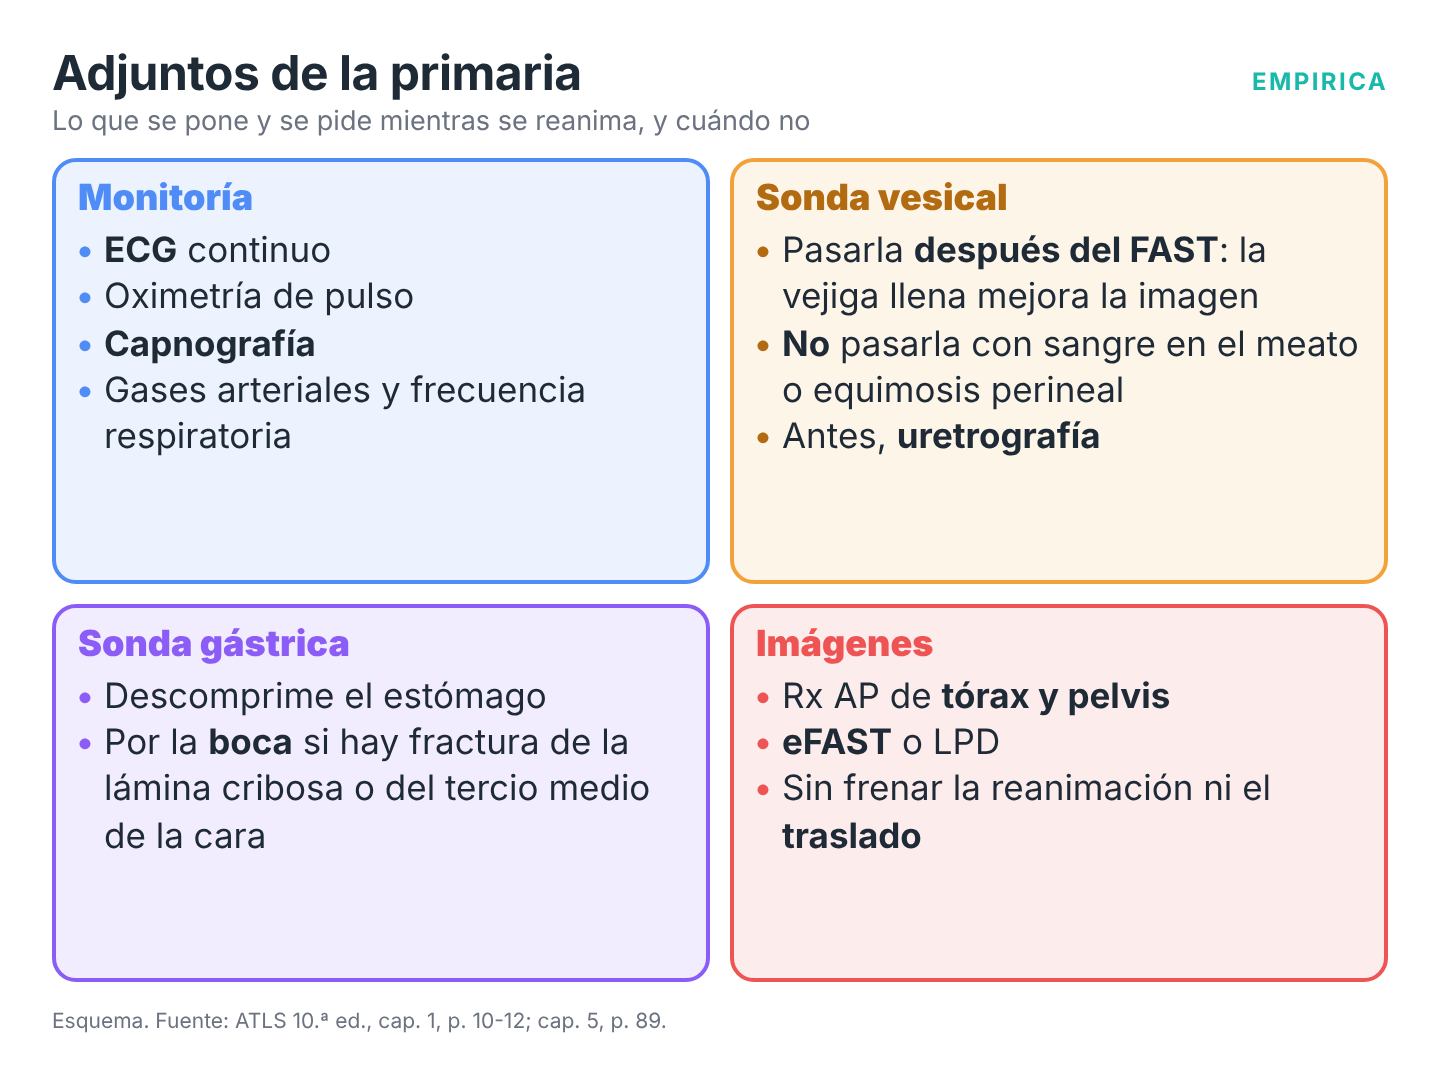 Adjuntos de la primaria
EMPIRICA
Lo que se pone y se pide mientras se reanima, y cuándo no
Monitoría
• ECG continuo
• Oximetría de pulso
• Capnografía
• Gases arteriales y frecuencia
respiratoria
Sonda vesical
• Pasarla después del FAST: la
vejiga llena mejora la imagen
• No pasarla con sangre en el meato
o equimosis perineal
• Antes, uretrografía
Sonda gástrica
• Descomprime el estómago
• Por la boca si hay fractura de la
lámina cribosa o del tercio medio
de la cara
Imágenes
• Rx AP de tórax y pelvis
• eFAST o LPD
• Sin frenar la reanimación ni el
traslado
Esquema. Fuente: ATLS 10.ª ed., cap. 1, p. 10-12; cap. 5, p. 89.